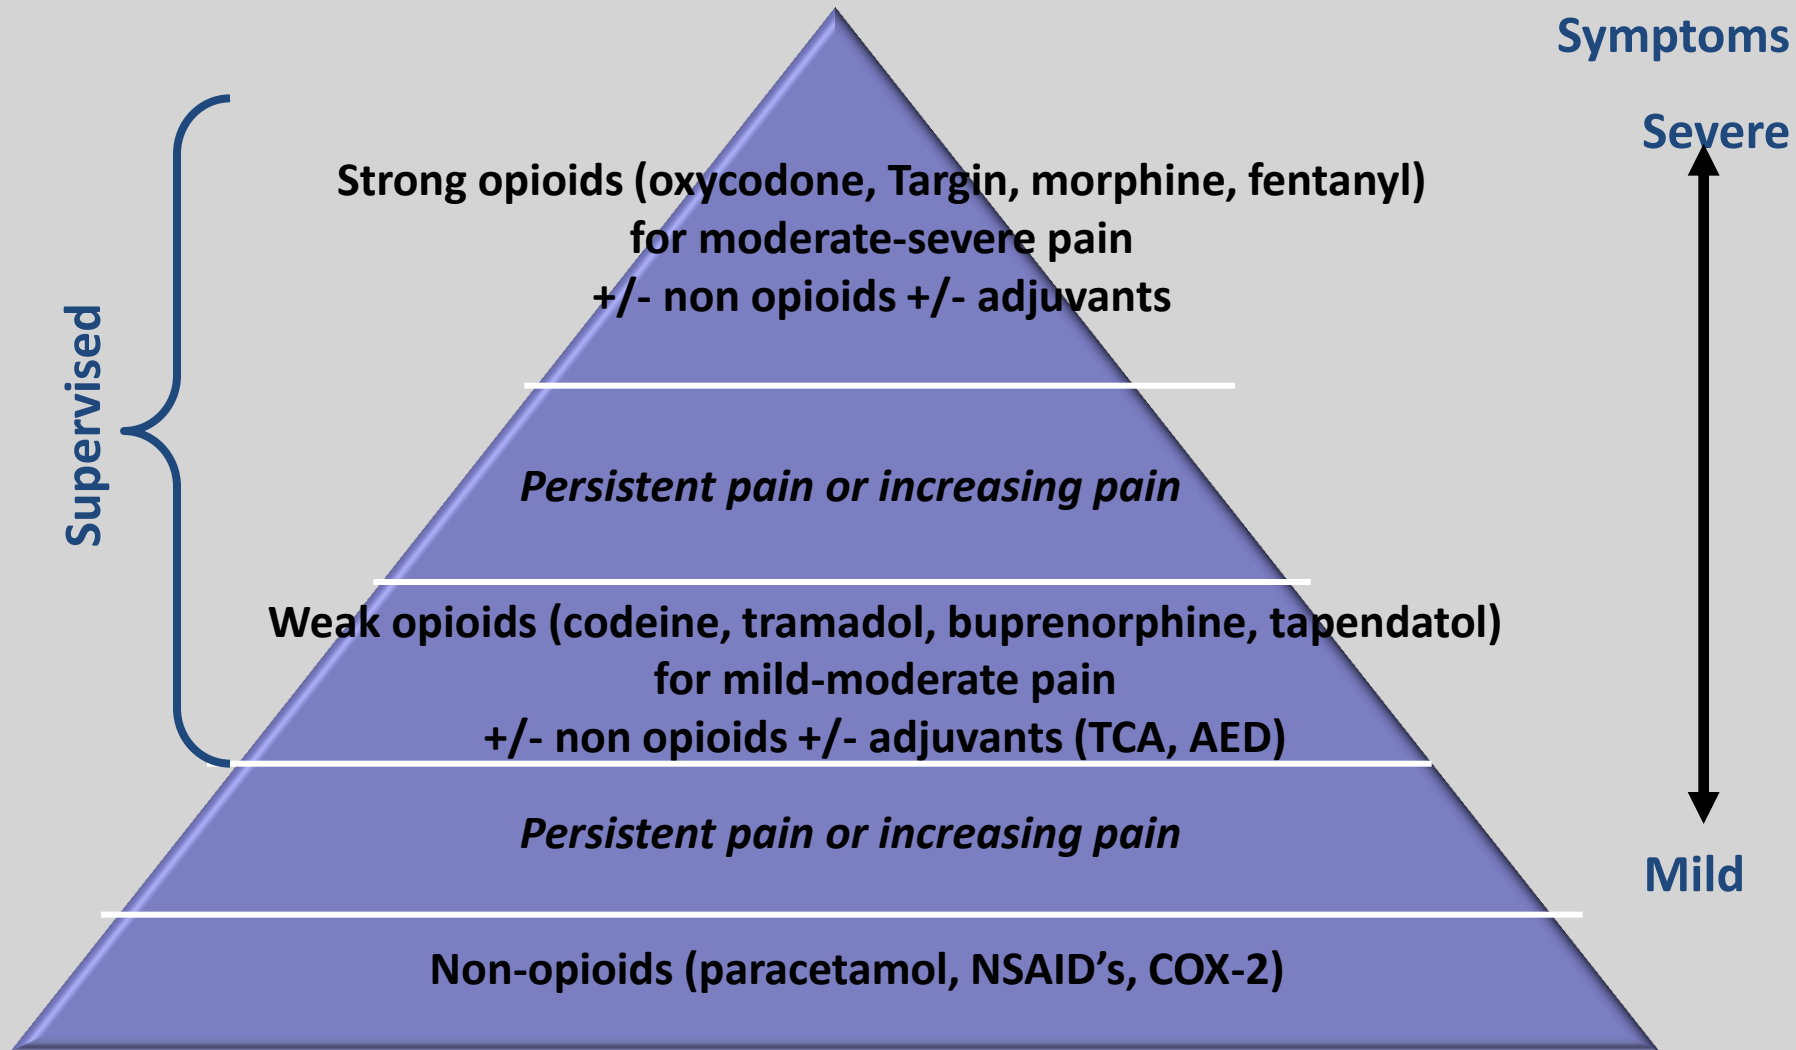 Symptoms
Severe
Strong opioids (oxycodone, Targin, morphine, fentanyl)
for moderate-severe pain
+/- non opioids +/- adjuvants
Supervised
Persistent pain or increasing pain
Weak opioids (codeine, tramadol, buprenorphine, tapendatol)
for mild-moderate pain
+/- non opioids +/- adjuvants (TCA, AED)
Persistent pain or increasing pain
Mild
Non-opioids (paracetamol, NSAID’s, COX-2)